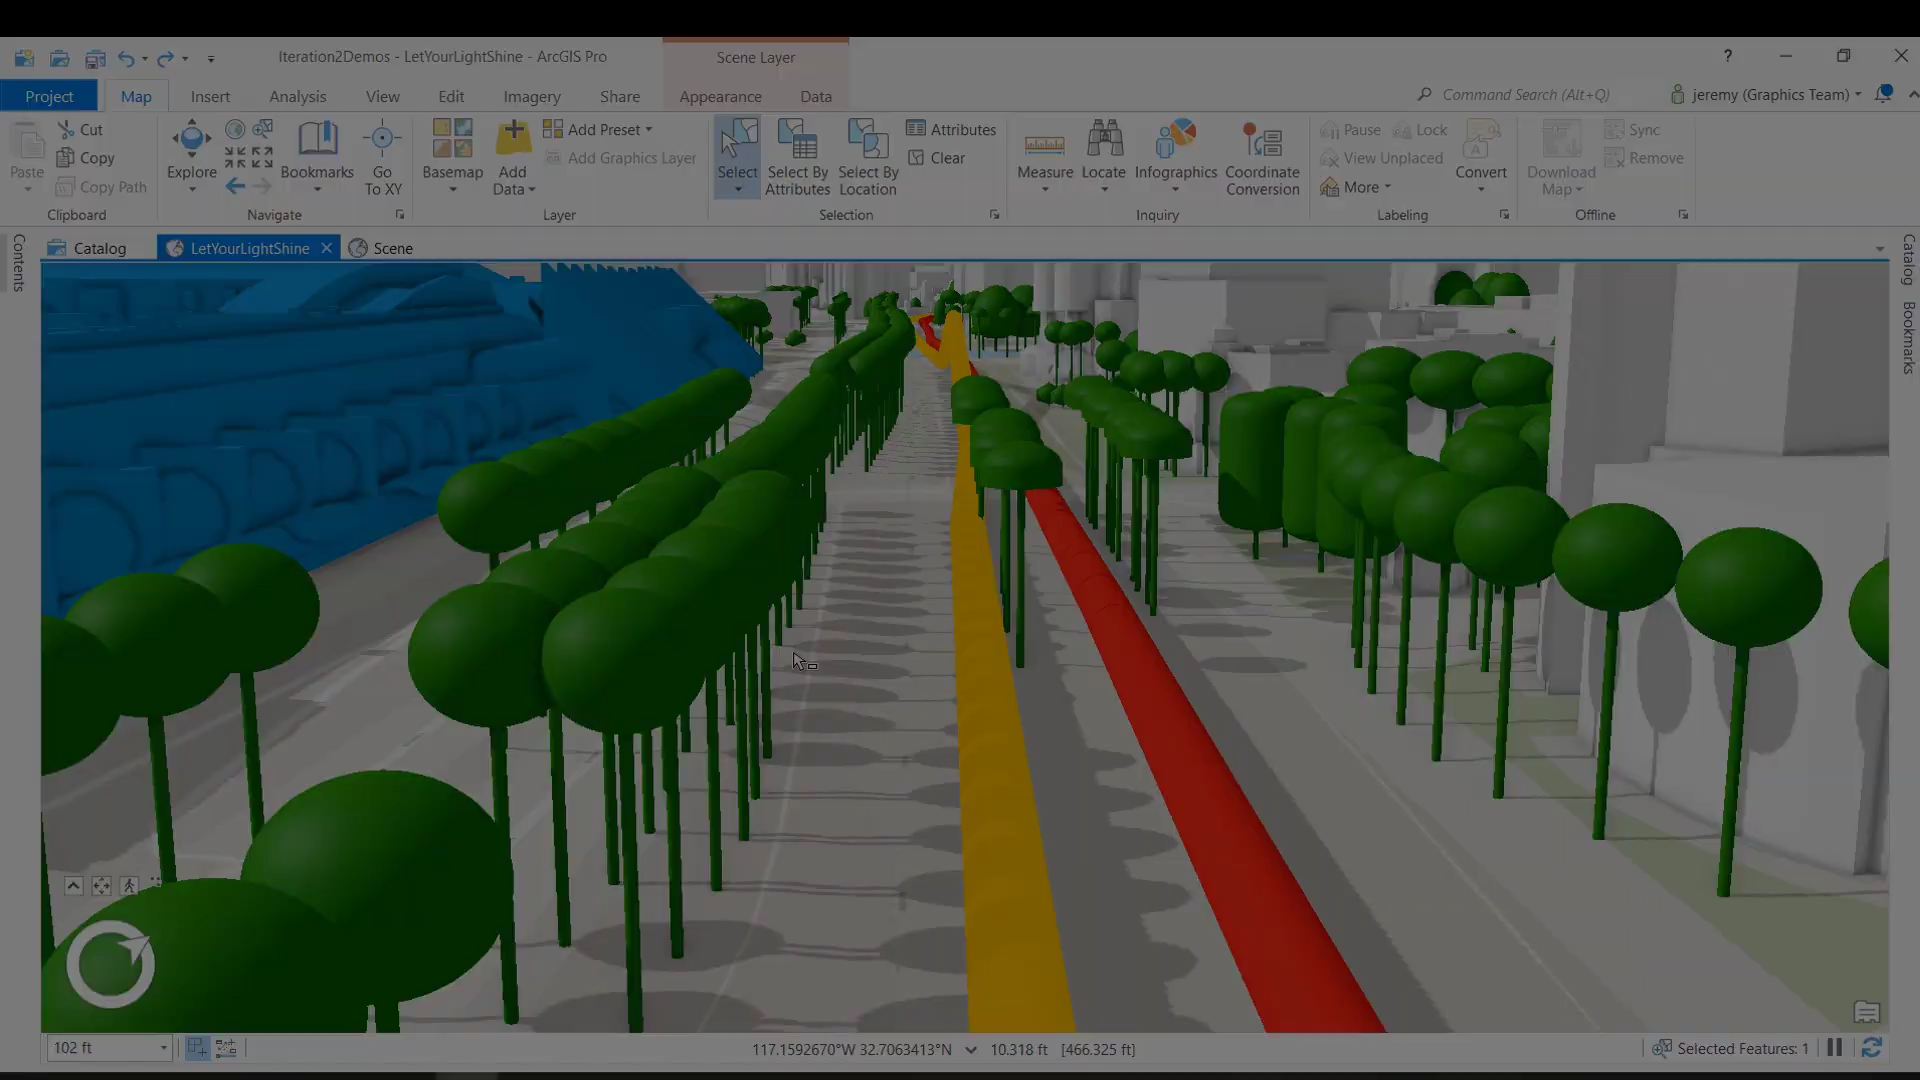 Iteration2Demos - LetYourLightShine - ArcGIS Pro
Scene Layer
?
Project
Map
Insert
Analysis
View
Edit
Imagery
Share
Appearance
Data
Command Search (Alt+Q)
jeremy (Graphics Team)
Paste
Cut
Copy
Copy Path
Clipboard
Explore
Bookmarks
Go
To XY
Navigate
Basemap
Add
Data
Add Preset
Add Graphics Layer
Layer
Select
Select By
Attributes
Select By
Location
Attributes
Clear
Selection
Measure
Locate
Infographics
Coordinate
Conversion
Inquiry
Pause
Lock
View Unplaced
More
Convert
Labeling
Download
Map
Sync
Remove
Offline
Contents
Catalog
LetYourLightShine
Scene
Catalog
Bookmarks
102 ft
117.1592670°W 32.7063413°N
10.318 ft
[466.325 ft]
Selected Features: 1